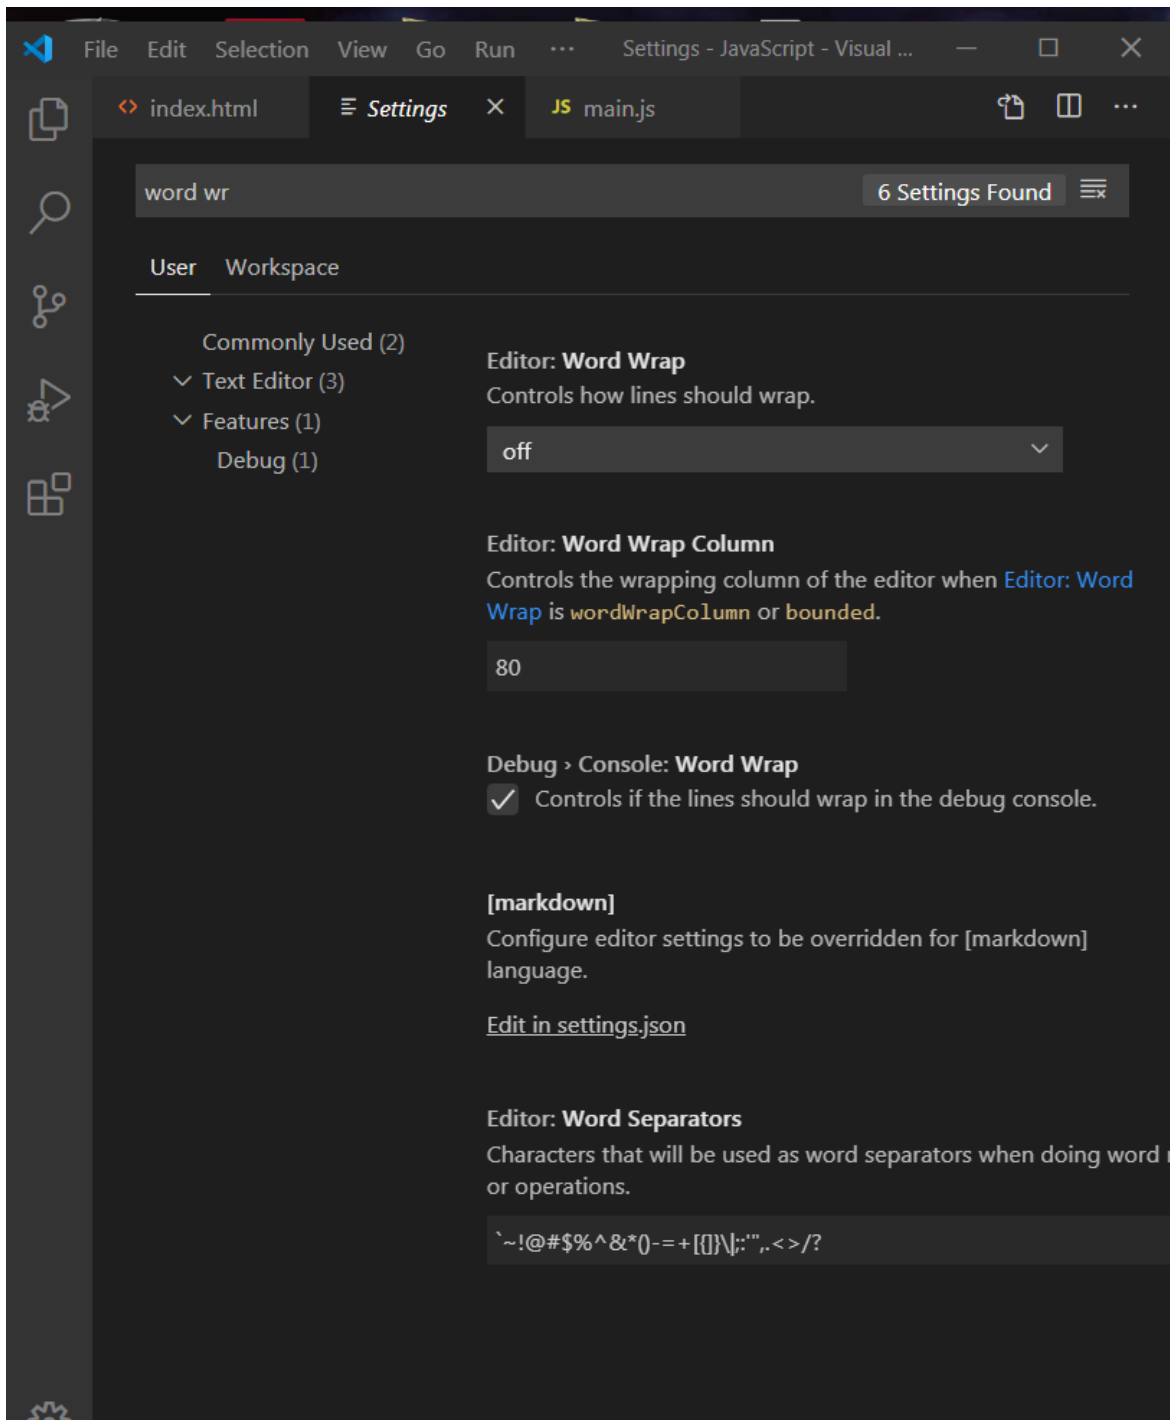 File Edit Selection View Go Run ··· Settings - JavaScript - Visual ...
<> index.html Settings JS main.js
word wr 6 Settings Found
User Workspace
Commonly Used (2)
Text Editor (3)
Features (1)
Debug (1)
Editor: Word Wrap
Controls how lines should wrap.
off
Editor: Word Wrap Column
Controls the wrapping column of the editor when Editor: Word
Wrap is wordWrapColumn or bounded.
80
Debug › Console: Word Wrap
Controls if the lines should wrap in the debug console.
[markdown]
Configure editor settings to be overridden for [markdown]
language.
Edit in settings.json
Editor: Word Separators
Characters that will be used as word separators when doing word
or operations.
`~!@#$%^&*()-=+[{]}\|;:'",.<>/?